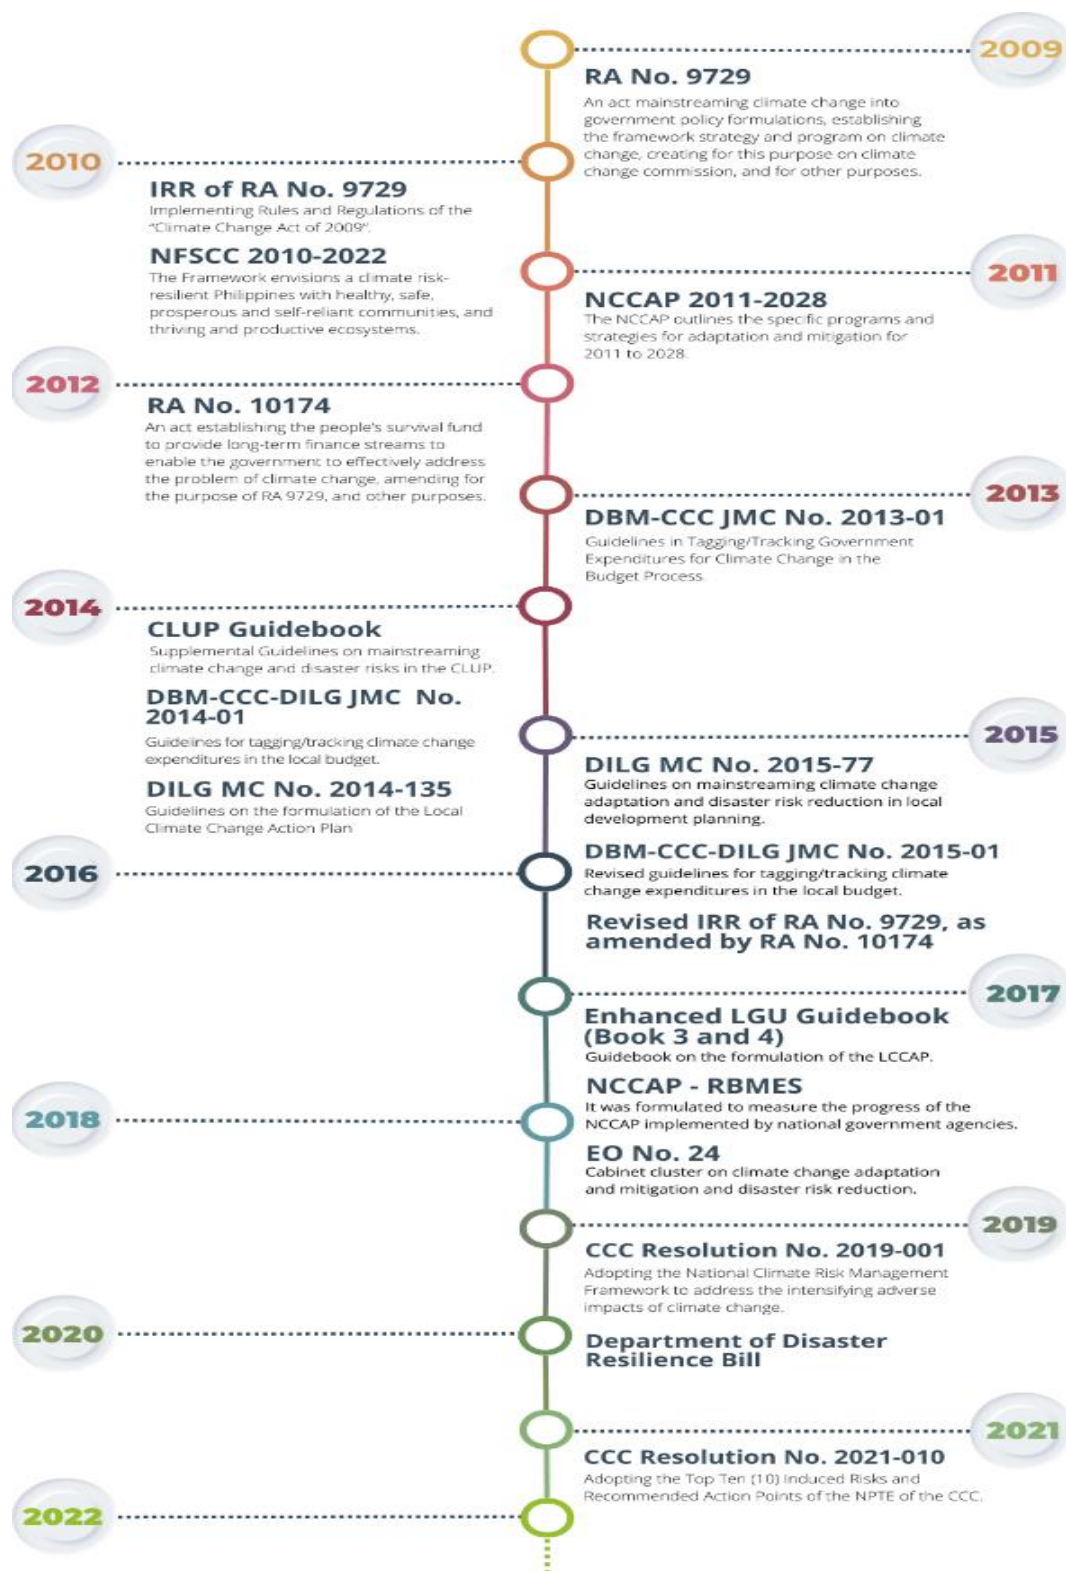 2009
RA No. 9729
An act mainstreaming climate change into
government policy formulations, establishing
the framework strategy and program on climate
change, creating for this purpose on climate
change commission, and for other purposes.
2010
IRR of RA No. 9729
Implementing Rules and Regulations of the
“Climate Change Act of 2009”.
NFSCC 2010-2022
The Framework envisions a climate risk-
resilient Philippines with healthy, safe,
prosperous and self-reliant communities, and
thriving and productive ecosystems.
2011
NCCAP 2011-2028
The NCCAP outlines the specific programs and
strategies for adaptation and mitigation for
2011 to 2028.
2012
RA No. 10174
An act establishing the people's survival fund
to provide long-term finance streams to
enable the government to effectively address
the problem of climate change, amending for
the purpose of RA 9729, and other purposes.
2013
DBM-CCC JMC No. 2013-01
Guidelines in Tagging/Tracking Government
Expenditures for Climate Change in the
Budget Process.
2014
CLUP Guidebook
Supplemental Guidelines on mainstreaming
climate change and disaster risks in the CLUP.
DBM-CCC-DILG JMC No.
2014-01
Guidelines for tagging/tracking climate change
expenditures in the local budget.
DILG MC No. 2014-135
Guidelines on the formulation of the Local
Climate Change Action Plan
2015
DILG MC No. 2015-77
Guidelines on mainstreaming climate change
adaptation and disaster risk reduction in local
development planning.
DBM-CCC-DILG JMC No. 2015-01
Revised guidelines for tagging/tracking climate
change expenditures in the local budget.
Revised IRR of RA No. 9729, as
amended by RA No. 10174
2016
2017
Enhanced LGU Guidebook
(Book 3 and 4)
Guidebook on the formulation of the LCCAP.
NCCAP - RBMES
It was formulated to measure the progress of the
NCCAP implemented by national government agencies.
EO No. 24
Cabinet cluster on climate change adaptation
and mitigation and disaster risk reduction.
2018
2019
CCC Resolution No. 2019-001
Adopting the National Climate Risk Management
Framework to address the intensifying adverse
impacts of climate change.
Department of Disaster
Resilience Bill
2020
2021
CCC Resolution No. 2021-010
Adopting the Top Ten (10) Induced Risks and
Recommended Action Points of the NPTE of the CCC.
2022